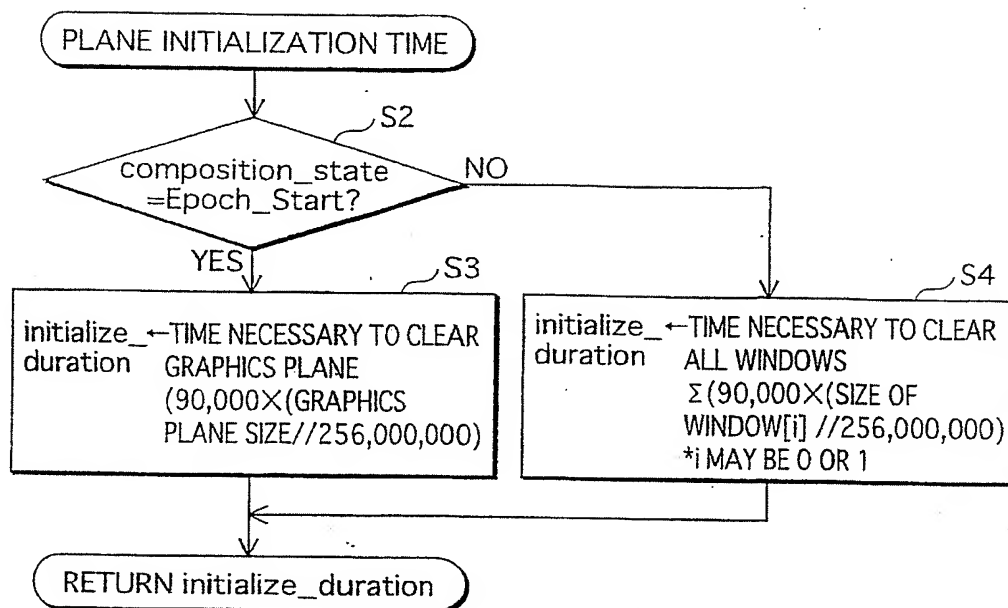 PLANE INITIALIZATION TIME
S2
composition_state
=Epoch_Start?
NO
YES
S3
initialize_ ←TIME NECESSARY TO CLEAR
duration GRAPHICS PLANE
(90,000×(GRAPHICS
PLANE SIZE//256,000,000)
S4
initialize_ ←TIME NECESSARY TO CLEAR
duration ALL WINDOWS
Σ(90,000×(SIZE OF
WINDOW[i] //256,000,000)
*i MAY BE 0 OR 1
RETURN initialize_duration